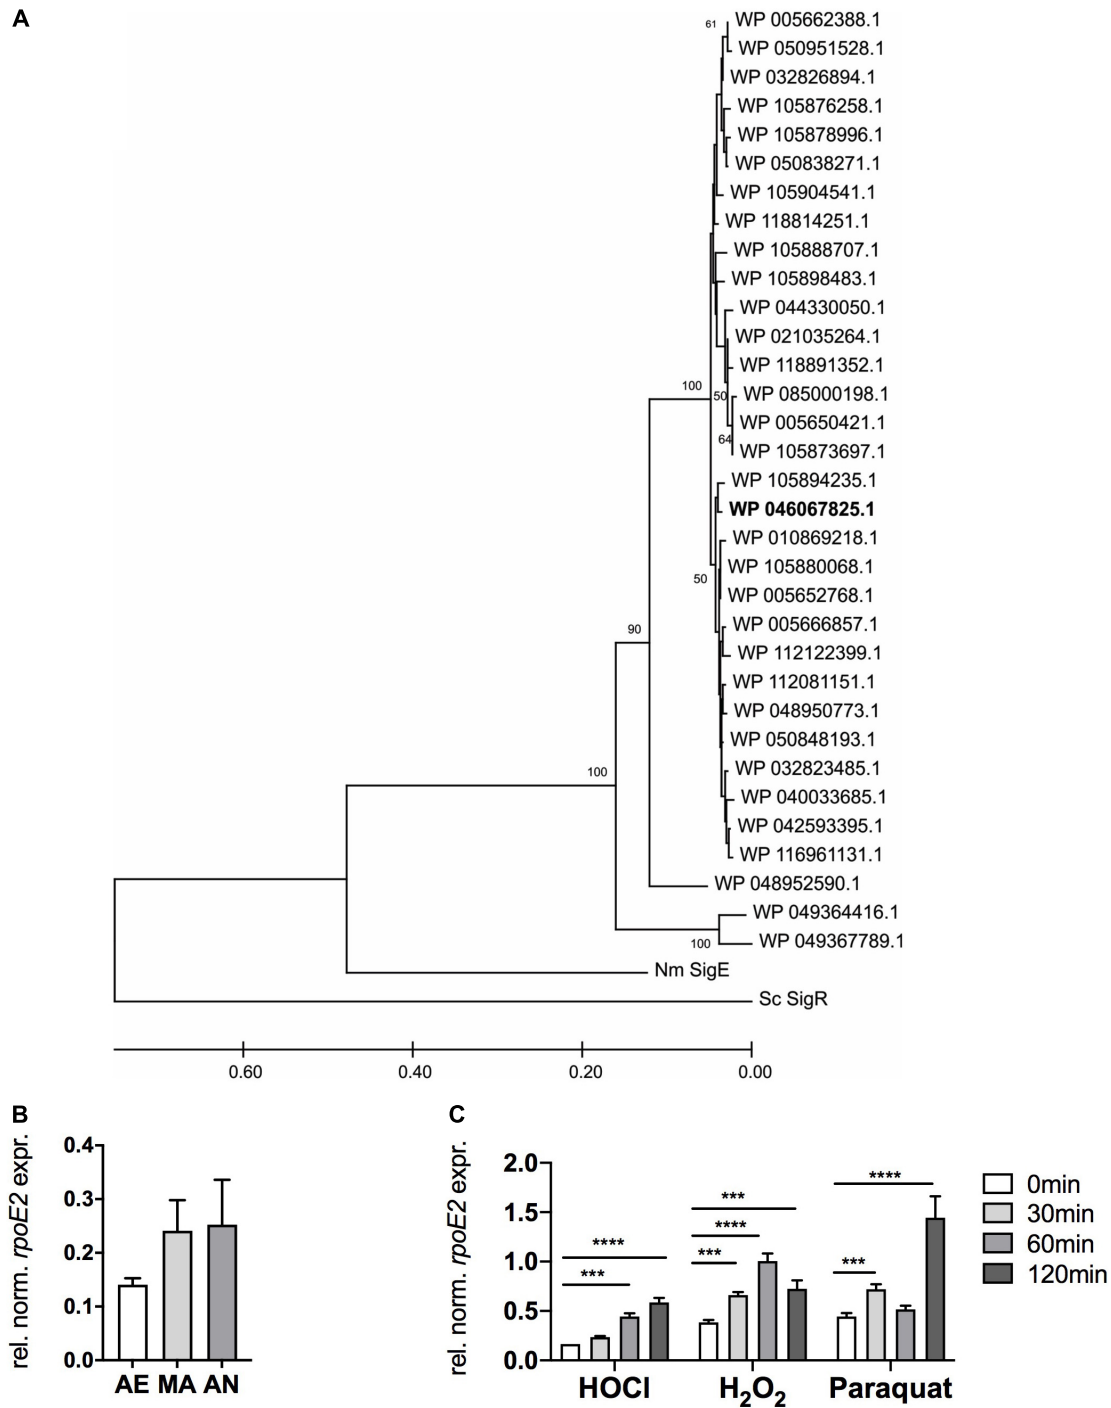 A
61
WP 005662388.1
WP 050951528.1
WP 032826894.1
WP 105876258.1
WP 105878996.1
WP 050838271.1
WP 105904541.1
WP 118814251.1
WP 105888707.1
WP 105898483.1
WP 044330050.1
WP 021035264.1
WP 118891352.1
100
50
WP 085000198.1
WP 005650421.1
64
WP 105873697.1
WP 105894235.1
WP 046067825.1
WP 010869218.1
WP 105880068.1
50
WP 005652768.1
WP 005666857.1
90
WP 112122399.1
WP 112081151.1
WP 048950773.1
WP 050848193.1
100
WP 032823485.1
WP 040033685.1
WP 042593395.1
WP 116961131.1
WP 048952590.1
WP 049364416.1
100
WP 049367789.1
Nm SigE
Sc SigR
0.60 0.40 0.20 0.00
B
rel. norm. rpoE2 expr.
0.4
0.3
0.2
0.1
0.0
AE MA AN
C
rel. norm. rpoE2 expr.
2.0
1.5
1.0
0.5
0.0
*** ****
*** **** ***
*** ****
HOCl H₂O₂ Paraquat
0min
30min
60min
120min